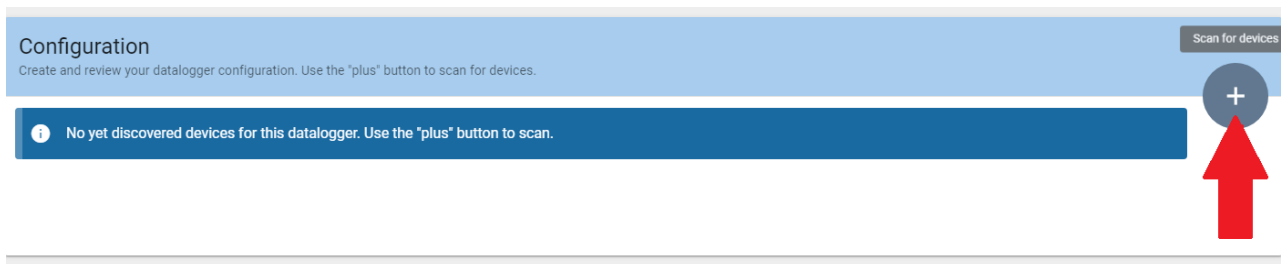 Configuration
Scan for devices
Create and review your datalogger configuration. Use the "plus" button to scan for devices.
No yet discovered devices for this datalogger. Use the "plus" button to scan.